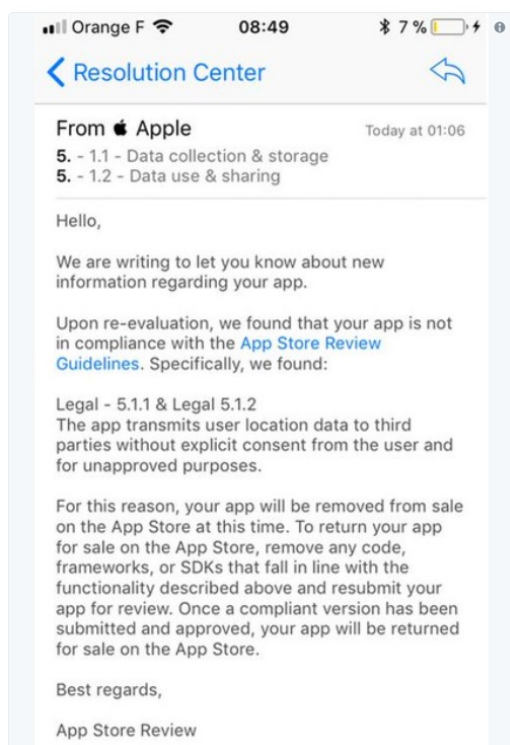 Orange F 08:49 7 %
Resolution Center
From Apple Today at 01:06
5. - 1.1 - Data collection & storage
5. - 1.2 - Data use & sharing
Hello,
We are writing to let you know about new
information regarding your app.
Upon re-evaluation, we found that your app is not
in compliance with the App Store Review
Guidelines. Specifically, we found:
Legal - 5.1.1 & Legal 5.1.2
The app transmits user location data to third
parties without explicit consent from the user and
for unapproved purposes.
For this reason, your app will be removed from sale
on the App Store at this time. To return your app
for sale on the App Store, remove any code,
frameworks, or SDKs that fall in line with the
functionality described above and resubmit your
app for review. Once a compliant version has been
submitted and approved, your app will be returned
for sale on the App Store.
Best regards,
App Store Review